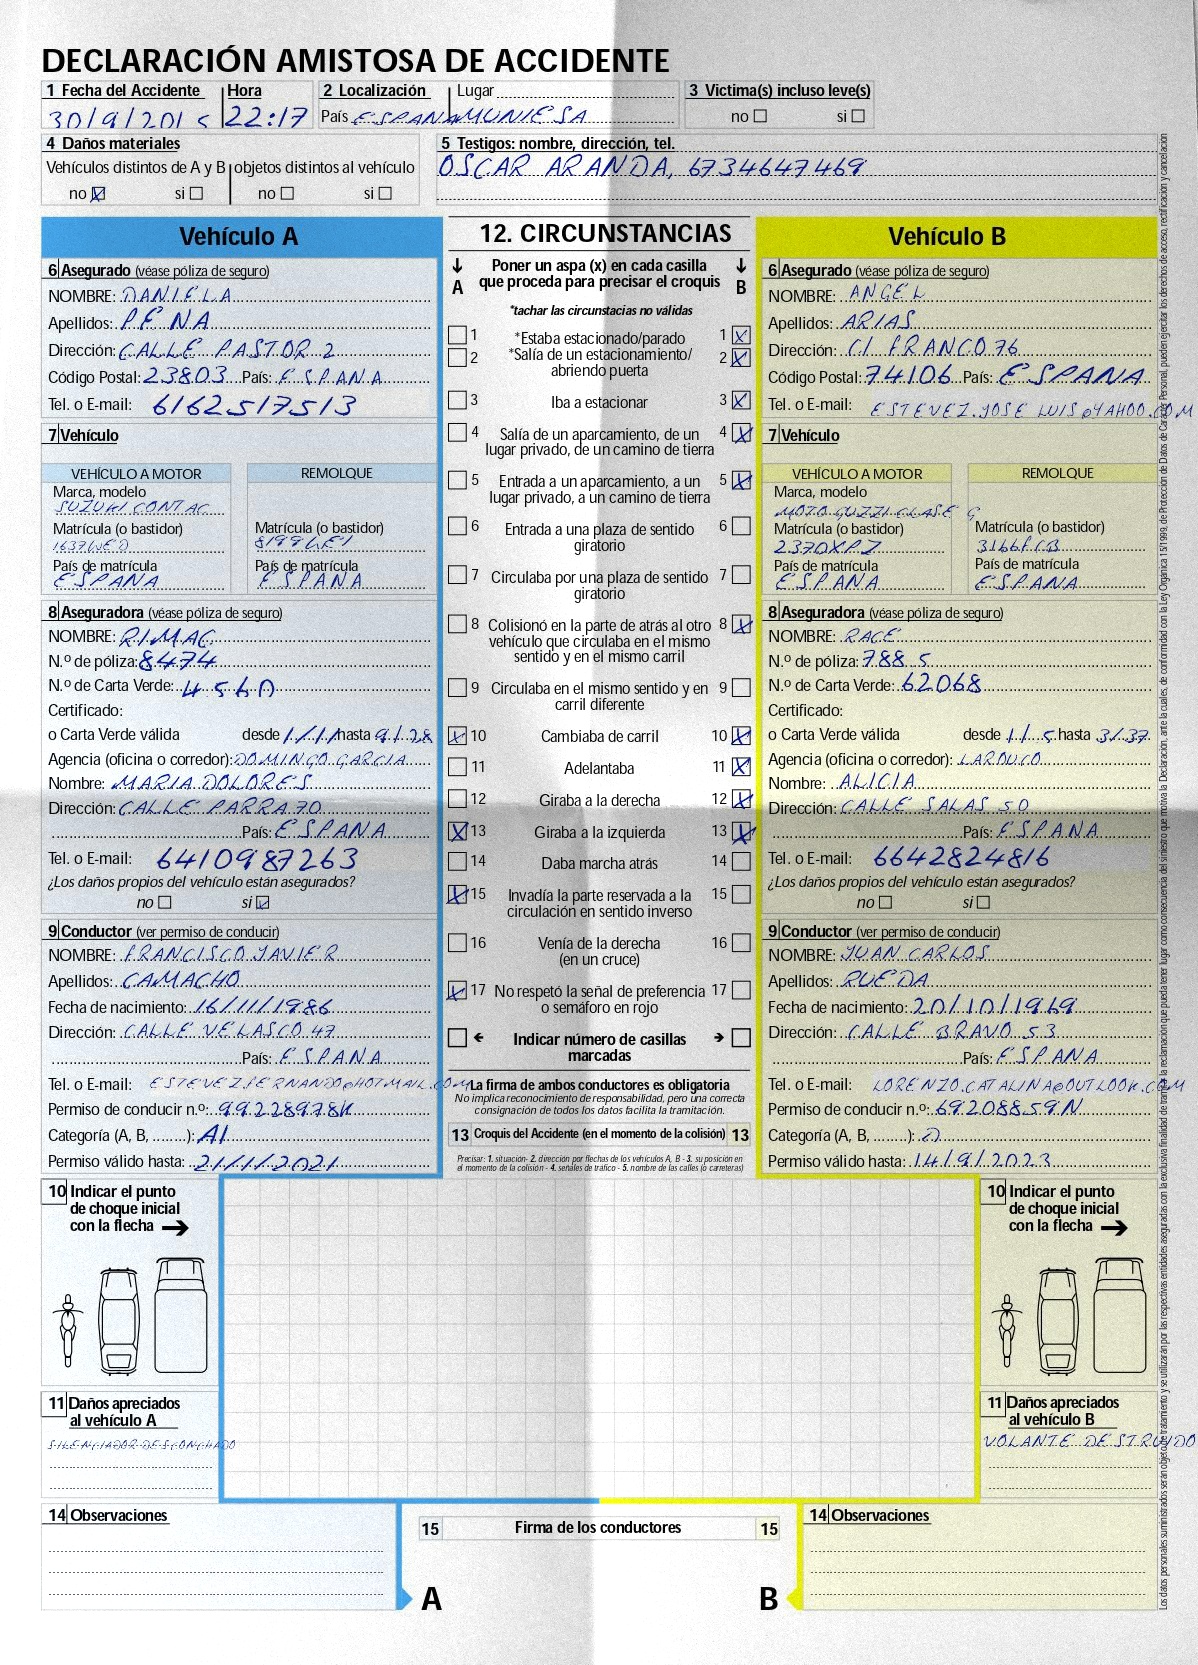 DECLARACIÓN AMISTOSA DE ACCIDENTE
1 Fecha del Accidente Hora 2 Localización Lugar 3 Victima(s) incluso leve(s)
30/9/2015 22:17 País ESPANA MUNIESA no si
4 Daños materiales 5 Testigos: nombre, dirección, tel.
Vehículos distintos de A y B objetos distintos al vehículo OSCAR ARANDA, 6734647469
no X si no si
Vehículo A
6 Asegurado (véase póliza de seguro)
NOMBRE: DANIELA
Apellidos: PENA
Dirección: CALLE PASTOR 2
Código Postal: 23803 País: ESPANA
Tel. o E-mail: 6162517513
7 Vehículo
VEHÍCULO A MOTOR REMOLQUE
Marca, modelo
SUZUKI CONTAC
Matrícula (o bastidor) Matrícula (o bastidor)
1637WED 8199WEI
País de matrícula País de matrícula
ESPANA ESPANA
8 Aseguradora (véase póliza de seguro)
NOMBRE: RIMAC
N.º de póliza: 8474
N.º de Carta Verde: 4560
Certificado:
o Carta Verde válida desde 1/1/1 hasta 9/28
Agencia (oficina o corredor): DOMINGO GARCIA
Nombre: MARIA DOLORES
Dirección: CALLE PARRA 70
País: ESPANA
Tel. o E-mail: 6410987263
¿Los daños propios del vehículo están asegurados?
no si X
9 Conductor (ver permiso de conducir)
NOMBRE: FRANCISCO JAVIER
Apellidos: CAMACHO
Fecha de nacimiento: 16/11/1986
Dirección: CALLE VELASCO 47
País: ESPANA
Tel. o E-mail: ESTEVEZFERNANDO@HOTMAIL.COM
Permiso de conducir n.º: 99228978K
Categoría (A, B, ........): A1
Permiso válido hasta: 21/1/2021
12. CIRCUNSTANCIAS
A Poner un aspa (x) en cada casilla que proceda para precisar el croquis B
*tachar las circunstacias no válidas
1 *Estaba estacionado/parado 1 X
2 *Salía de un estacionamiento/ 2 X
abriendo puerta
3 Iba a estacionar 3 X
4 Salía de un aparcamiento, de un 4 X
lugar privado, de un camino de tierra
5 Entrada a un aparcamiento, a un 5 X
lugar privado, a un camino de tierra
6 Entrada a una plaza de sentido 6
giratorio
7 Circulaba por una plaza de sentido 7
giratorio
8 Colisionó en la parte de atrás al otro 8 X
vehículo que circulaba en el mismo
sentido y en el mismo carril
9 Circulaba en el mismo sentido y en 9
carril diferente
X 10 Cambiaba de carril 10 X
11 Adelantaba 11 X
12 Giraba a la derecha 12 X
X 13 Giraba a la izquierda 13 X
14 Daba marcha atrás 14
X 15 Invadía la parte reservada a la 15
circulación en sentido inverso
16 Venía de la derecha 16
(en un cruce)
X 17 No respetó la señal de preferencia 17
o semáforo en rojo
Indicar número de casillas
marcadas
La firma de ambos conductores es obligatoria
No implica reconocimiento de responsabilidad, pero una correcta
consignación de todos los datos facilita la tramitación.
13 Croquis del Accidente (en el momento de la colisión) 13
Precisar: 1. situación- 2. dirección por flechas de los vehículos A, B - 3. su posición en
el momento de la colisión - 4. señales de tráfico - 5. nombre de las calles (o carreteras)
Vehículo B
6 Asegurado (véase póliza de seguro)
NOMBRE: ANGEL
Apellidos: ARIAS
Dirección: C/ FRANCO 76
Código Postal: 74106 País: ESPANA
Tel. o E-mail: ESTEVEZ.JOSE LUIS@YAHOO.COM
7 Vehículo
VEHÍCULO A MOTOR REMOLQUE
Marca, modelo
MOTO GUZZI CLASE G
Matrícula (o bastidor) Matrícula (o bastidor)
2370XPZ 3166FCB
País de matrícula País de matrícula
ESPANA ESPANA
8 Aseguradora (véase póliza de seguro)
NOMBRE: RACE
N.º de póliza: 7885
N.º de Carta Verde: 62068
Certificado:
o Carta Verde válida desde 1/5 hasta 3/37
Agencia (oficina o corredor): LARDUCO
Nombre: ALICIA
Dirección: CALLE SALAS 50
País: ESPANA
Tel. o E-mail: 6642824816
¿Los daños propios del vehículo están asegurados?
no si
9 Conductor (ver permiso de conducir)
NOMBRE: JUAN CARLOS
Apellidos: RUEDA
Fecha de nacimiento: 20/10/1969
Dirección: CALLE BRAVO 53
País: ESPANA
Tel. o E-mail: LORENZO.CATALINA@OUTLOOK.COM
Permiso de conducir n.º: 69208859N
Categoría (A, B, ........): D
Permiso válido hasta: 14/9/2023
10 Indicar el punto
de choque inicial
con la flecha
11 Daños apreciados
al vehículo A
SILENCIADOR DESCONCHADO
10 Indicar el punto
de choque inicial
con la flecha
11 Daños apreciados
al vehículo B
VOLANTE DESTRUIDO
14 Observaciones
15 Firma de los conductores 15
A B
14 Observaciones
Los datos personales suministrados serán objeto de tratamiento y se utilizarán por las respectivas entidades aseguradas con la exclusiva finalidad de tramitar la reclamación que pueda tener lugar como consecuencia del siniestro que motiva la Declaración, ante la cuales, de conformidad con la Ley Orgánica 15/1999, de Protección de Datos de Carácter Personal, pueden ejercitar los derechos de acceso, rectificación y cancelación